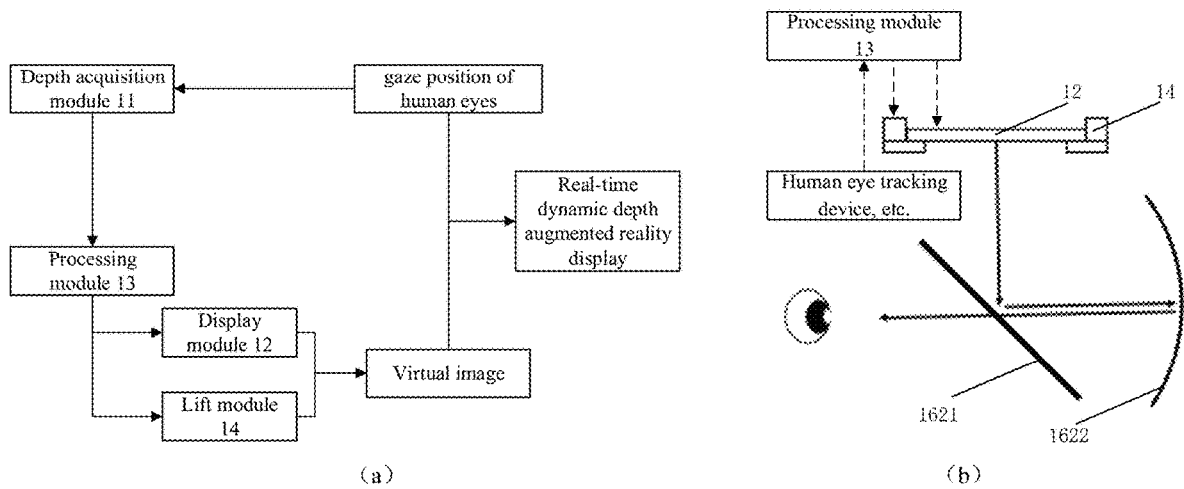 Depth acquisition
module 11
gaze position of
human eyes
Real-time
dynamic depth
augmented reality
display
Processing
module 13
Display
module 12
Virtual image
Lift module
14
(a)
Processing module
13
12
14
Human eye tracking
device, etc.
1621
1622
(b)